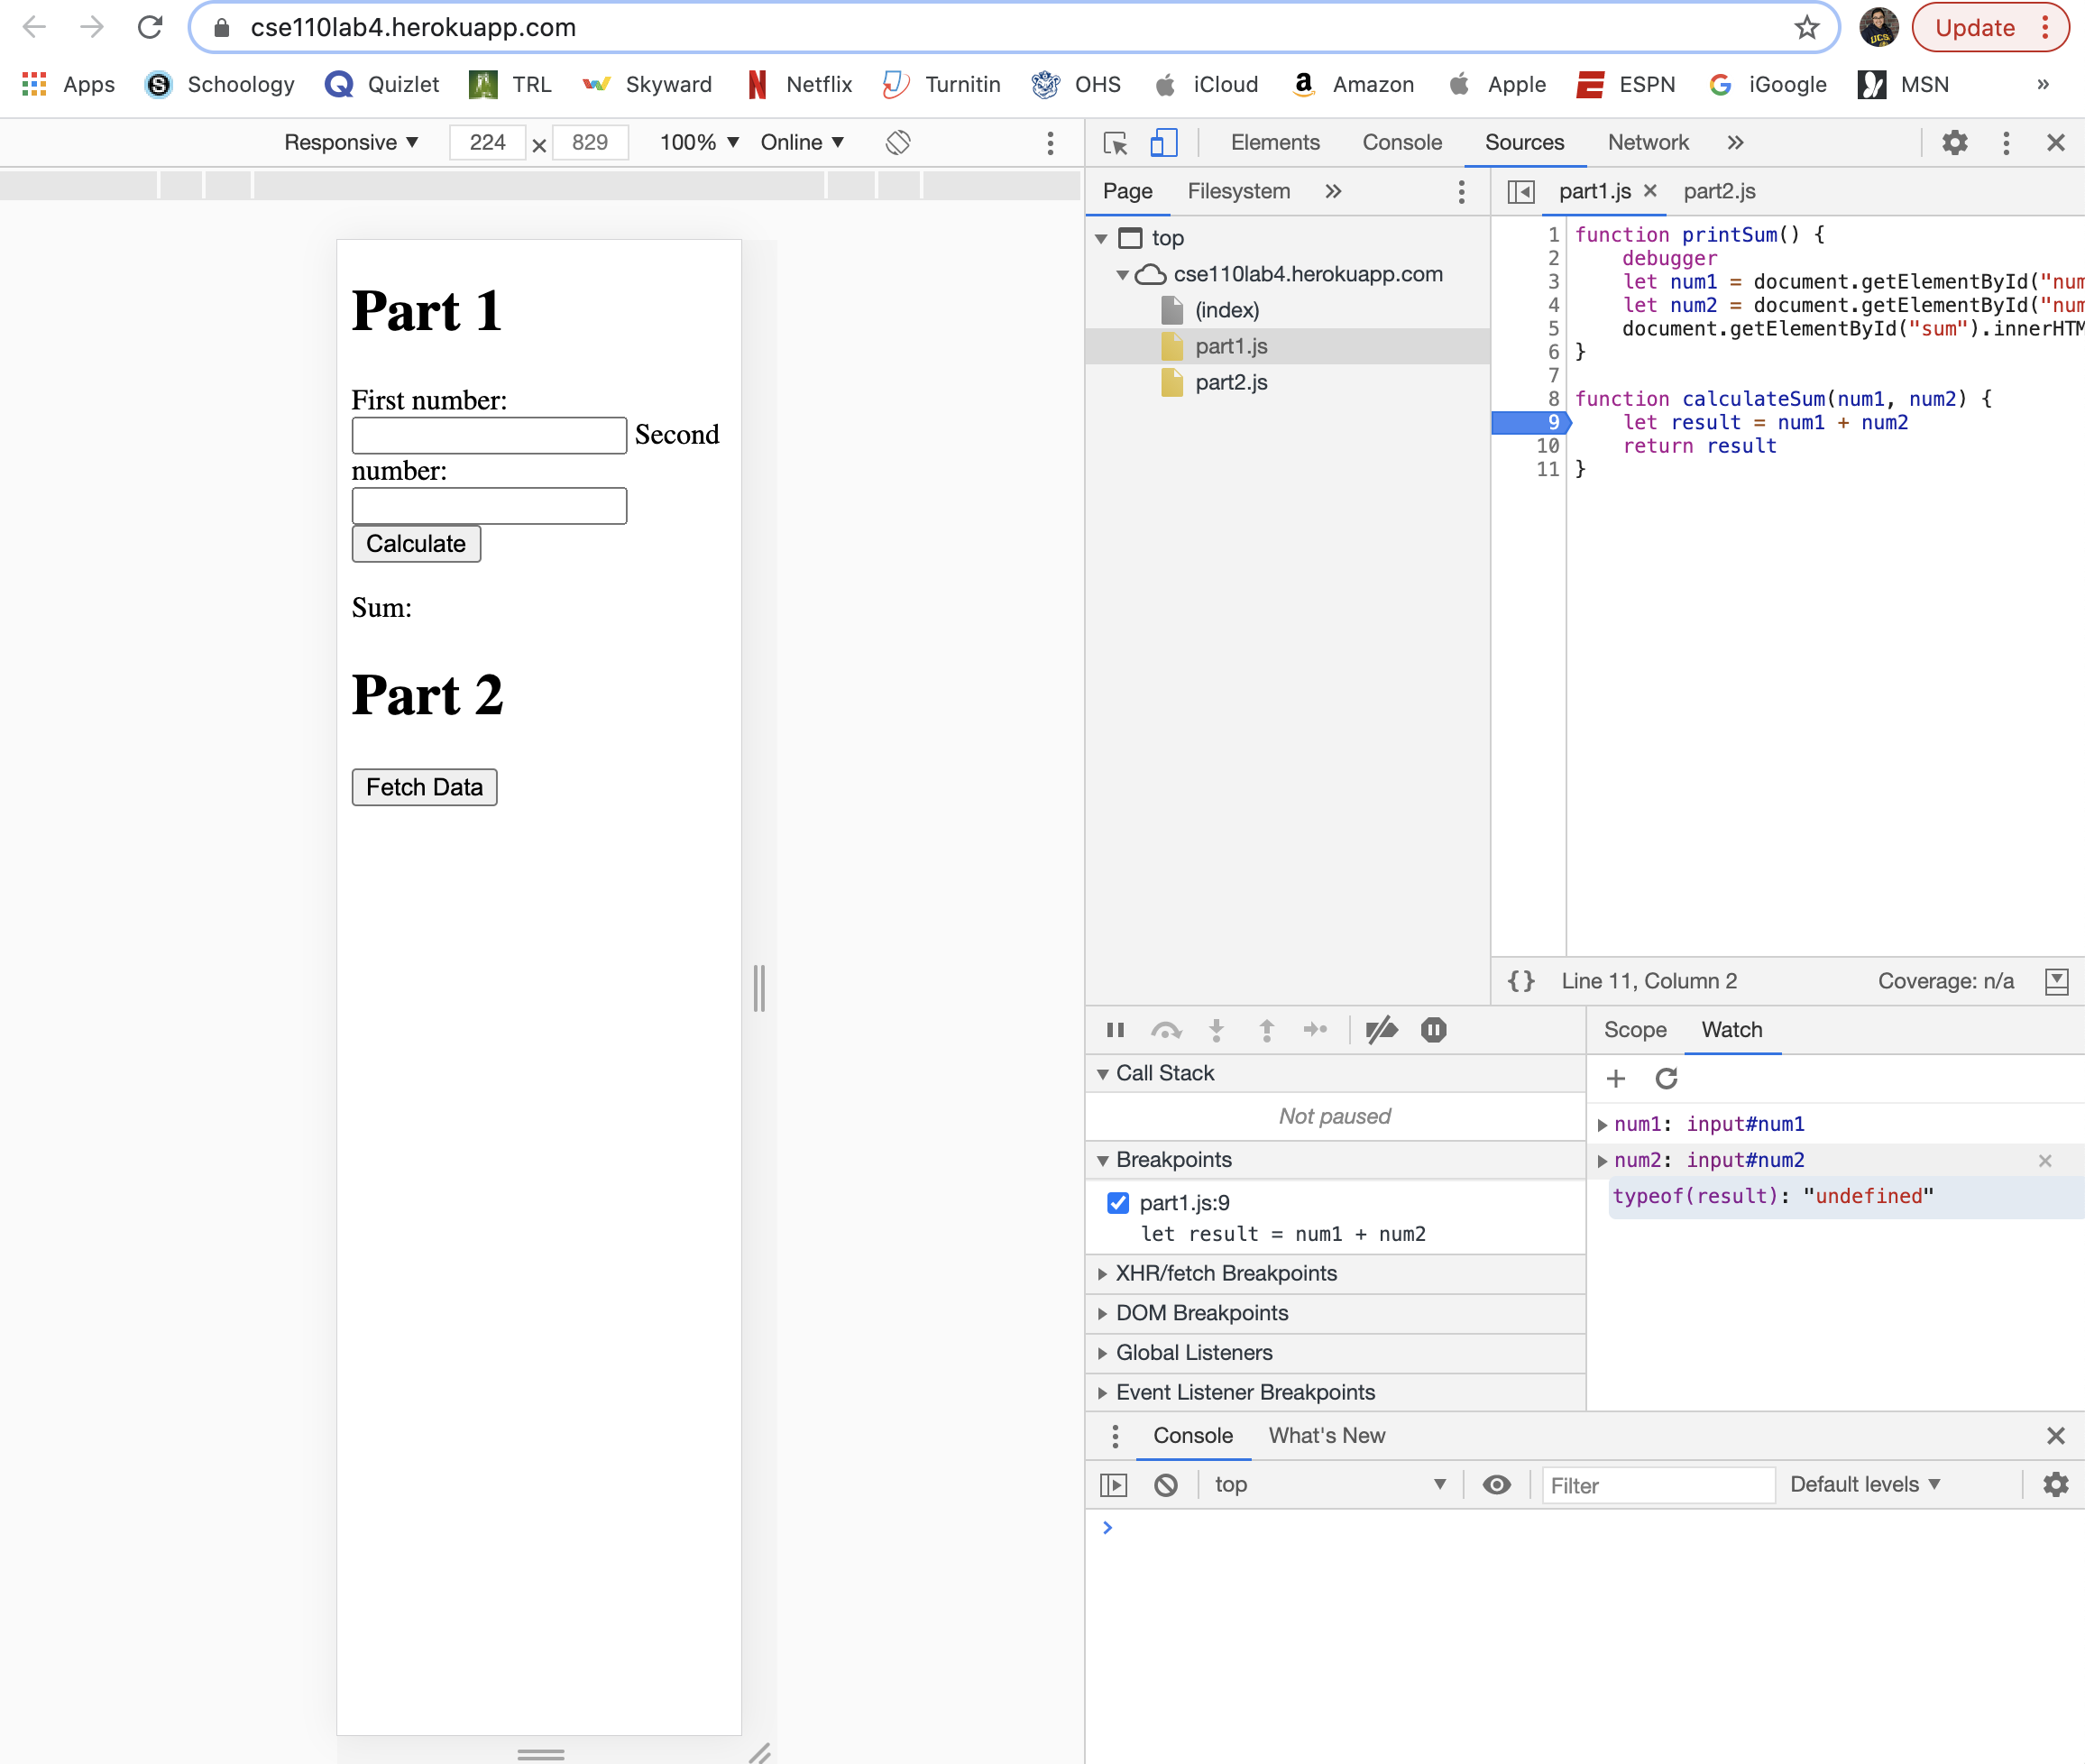 cse110lab4.herokuapp.com
Update
Apps Schoology Quizlet TRL Skyward Netflix Turnitin OHS iCloud Amazon Apple ESPN iGoogle MSN »
Responsive ▼ 224 × 829 100% ▼ Online ▼
Elements Console Sources Network »
Page Filesystem »
part1.js × part2.js
top
cse110lab4.herokuapp.com
(index)
part1.js
part2.js
1 function printSum() {
2 debugger
3 let num1 = document.getElementById("num
4 let num2 = document.getElementById("num
5 document.getElementById("sum").innerHTM
6 }
7
8 function calculateSum(num1, num2) {
9 let result = num1 + num2
10 return result
11 }
{} Line 11, Column 2 Coverage: n/a
Part 1
First number:
Second
number:
Calculate
Sum:
Part 2
Fetch Data
Call Stack
Not paused
Breakpoints
part1.js:9
let result = num1 + num2
XHR/fetch Breakpoints
DOM Breakpoints
Global Listeners
Event Listener Breakpoints
Scope Watch
num1: input#num1
num2: input#num2
typeof(result): "undefined"
Console What's New
top ▼ Filter Default levels ▼